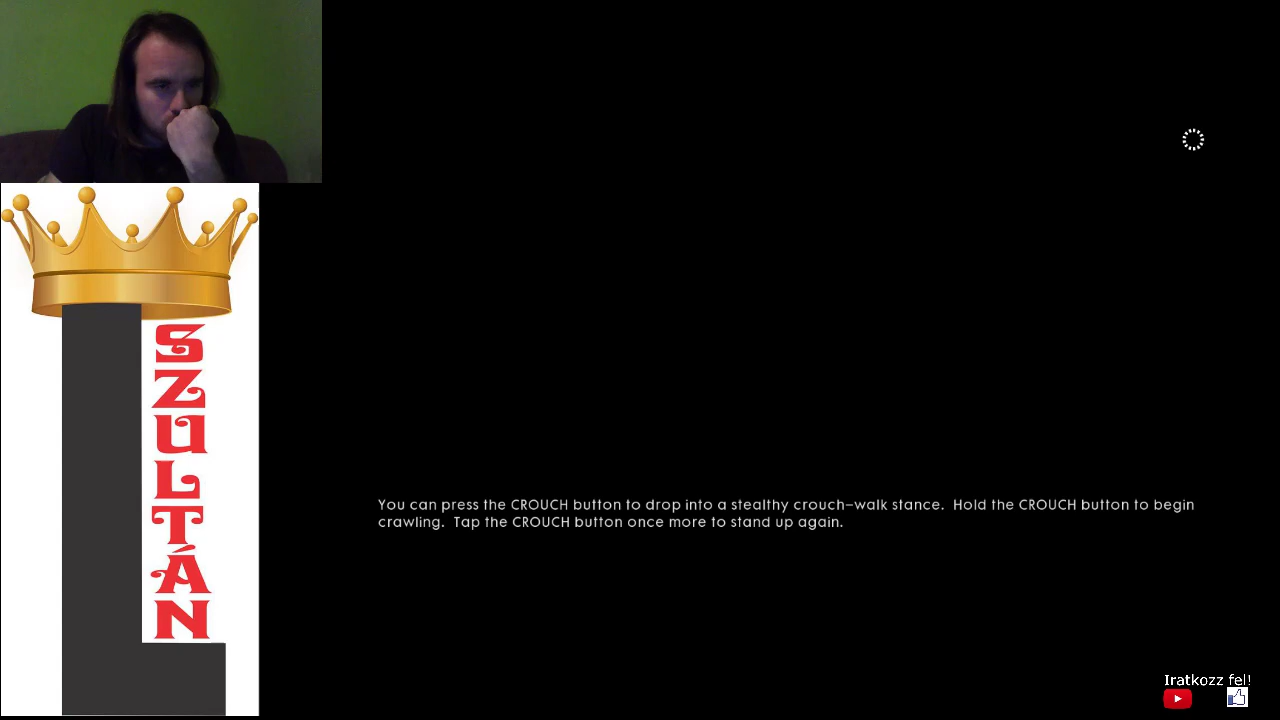 L
SZULTÁN
You can press the CROUCH button to drop into a stealthy crouch-walk stance. Hold the CROUCH button to begin
crawling. Tap the CROUCH button once more to stand up again.
Iratkozz fel!